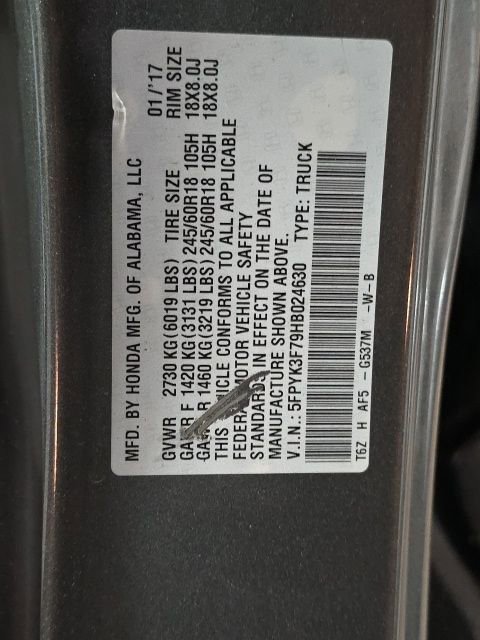 MFD. BY HONDA MFG. OF ALABAMA, LLC 01/'17
GVWR 2730 KG(6019 LBS) TIRE SIZE RIM SIZE
GAWR F 1420 KG(3131 LBS) 245/60R18 105H 18X8.0J
GAWR R 1460 KG(3219 LBS) 245/60R18 105H 18X8.0J
THIS VEHICLE CONFORMS TO ALL APPLICABLE
FEDERAL MOTOR VEHICLE SAFETY
STANDARDS IN EFFECT ON THE DATE OF
MANUFACTURE SHOWN ABOVE.
V.I.N.: 5FPYK3F79HB024630 TYPE: TRUCK
T6Z H AF5 - G537M -W-B